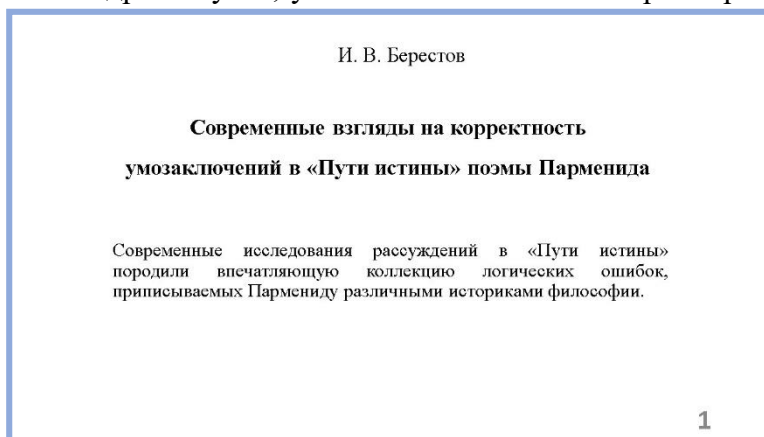 И. В. Берестов
Современные взгляды на корректность
умозаключений в «Пути истины» поэмы Парменида
Современные исследования рассуждений в «Пути истины»
породили впечатляющую коллекцию логических ошибок,
приписываемых Пармениду различными историками философии.
1